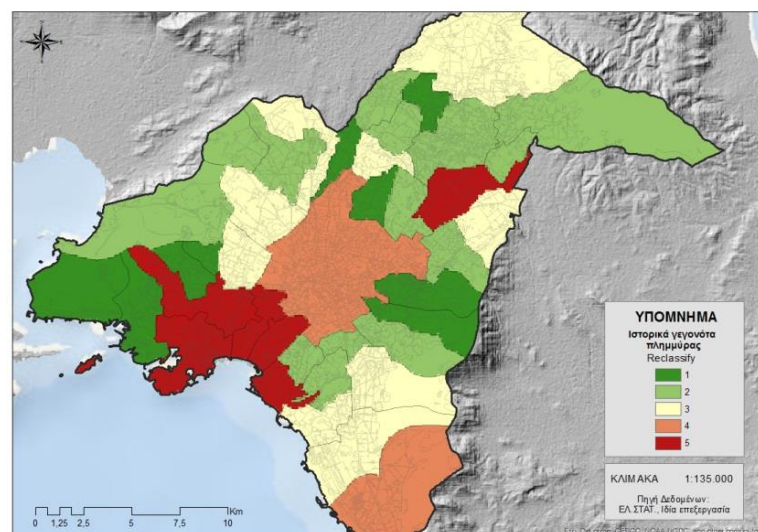 ΥΠΟΜΝΗΜΑ
Ιστορικά γεγονότα
πλημμύρας
Reclassify
1
2
3
4
5
ΚΛΙΜΑΚΑ 1:135.000
Πηγή Δεδομένων:
ΕΛ.ΣΤΑΤ., Ιδία επεξεργασία
0 1,25 2,5 5 7,5 10
Km